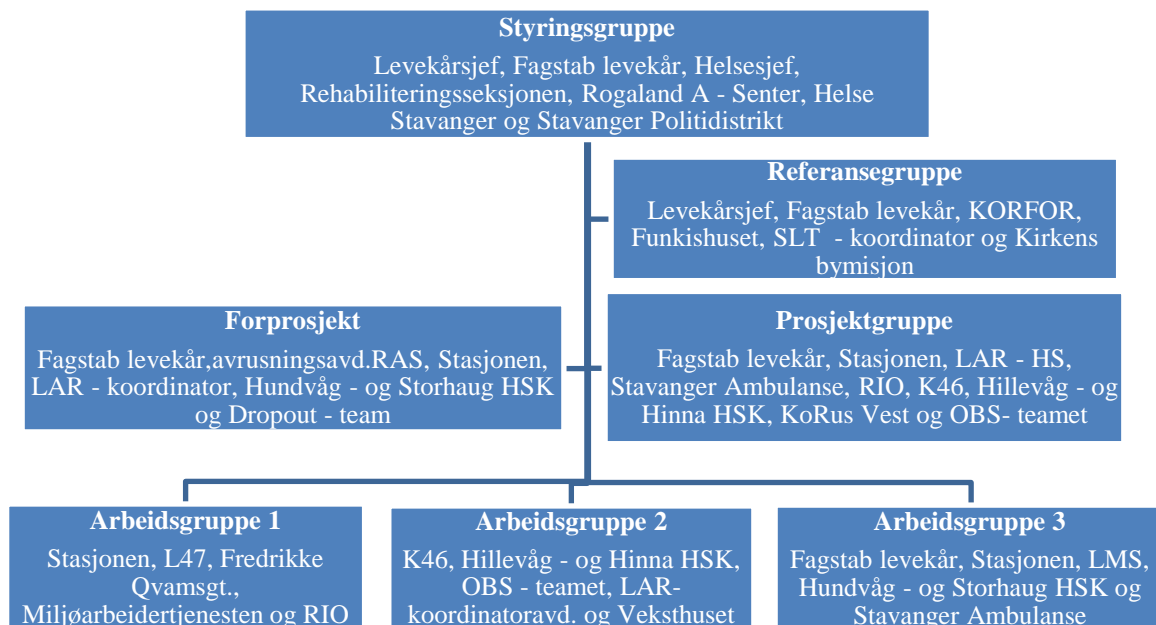 Styringsgruppe
Levekårsjef, Fagstab levekår, Helsesjef,
Rehabiliteringsseksjonen, Rogaland A - Senter, Helse
Stavanger og Stavanger Politidistrikt
Referansegruppe
Levekårsjef, Fagstab levekår, KORFOR,
Funkishuset, SLT - koordinator og Kirkens
bymisjon
Forprosjekt
Fagstab levekår,avrusningsavd.RAS, Stasjonen,
LAR - koordinator, Hundvåg - og Storhaug HSK
og Dropout - team
Prosjektgruppe
Fagstab levekår, Stasjonen, LAR - HS,
Stavanger Ambulanse, RIO, K46, Hillevåg - og
Hinna HSK, KoRus Vest og OBS- teamet
Arbeidsgruppe 1
Stasjonen, L47, Fredrikke
Qvamsgt.,
Miljøarbeidertjenesten og RIO
Arbeidsgruppe 2
K46, Hillevåg - og Hinna HSK,
OBS - teamet, LAR-
koordinatoravd. og Veksthuset
Arbeidsgruppe 3
Fagstab levekår, Stasjonen, LMS,
Hundvåg - og Storhaug HSK og
Stavanger Ambulanse